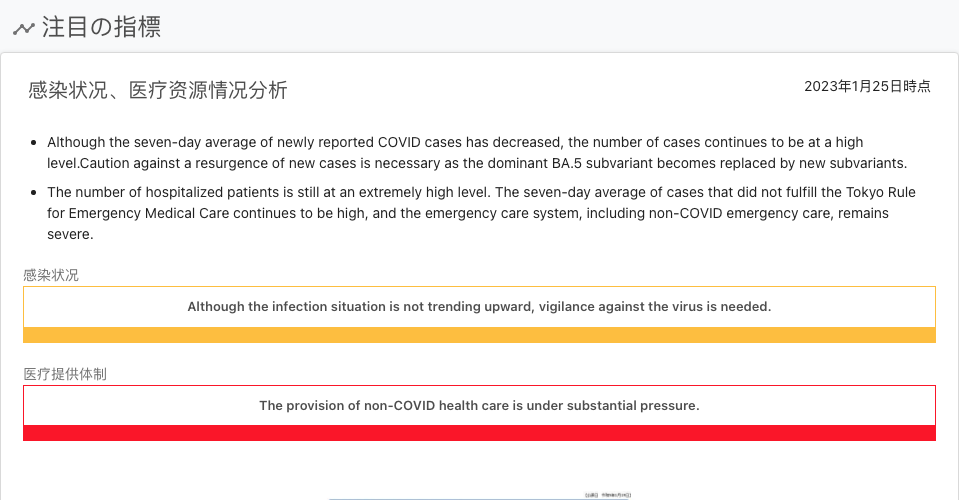 注目の指標
感染状况、医疗资源情况分析
2023年1月25日時点
Although the seven-day average of newly reported COVID cases has decreased, the number of cases continues to be at a high
level.Caution against a resurgence of new cases is necessary as the dominant BA.5 subvariant becomes replaced by new subvariants.
The number of hospitalized patients is still at an extremely high level. The seven-day average of cases that did not fulfill the Tokyo Rule
for Emergency Medical Care continues to be high, and the emergency care system, including non-COVID emergency care, remains
severe.
感染状况
Although the infection situation is not trending upward, vigilance against the virus is needed.
医疗提供体制
The provision of non-COVID health care is under substantial pressure.